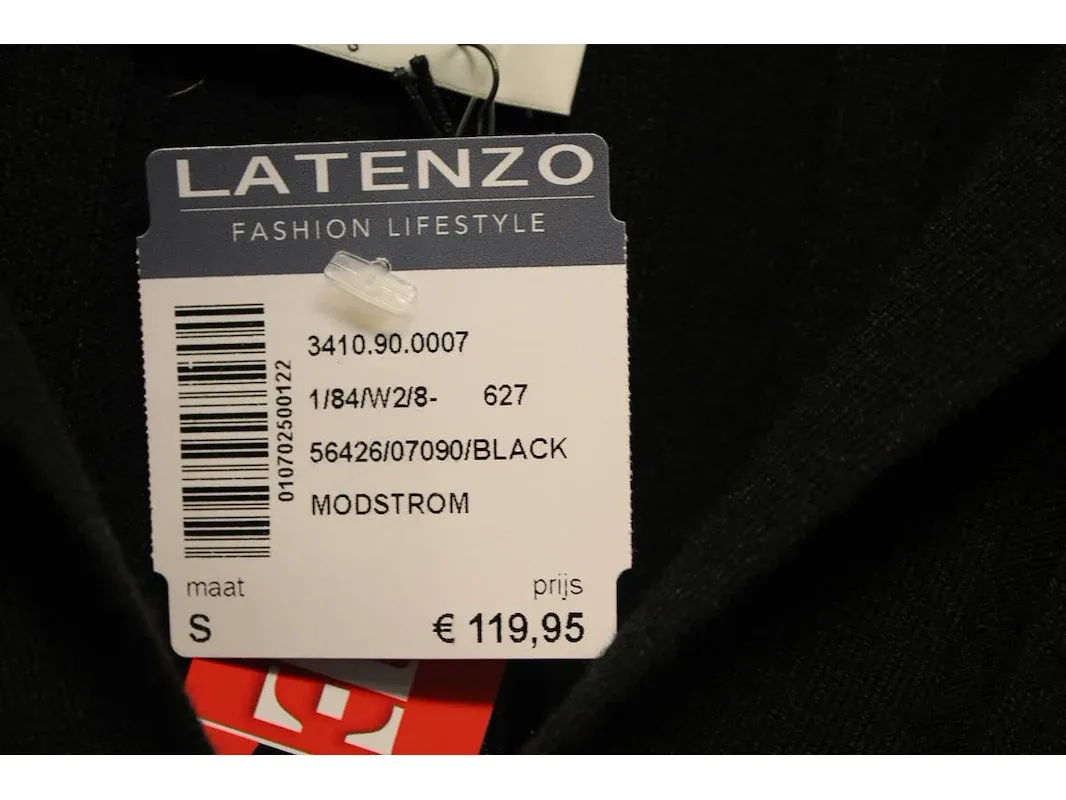 LATENZO
FASHION LIFESTYLE
3410.90.0007
1/84/W2/8- 627
010702500122
56426/07090/BLACK
MODSTROM
maat prijs
S € 119,95